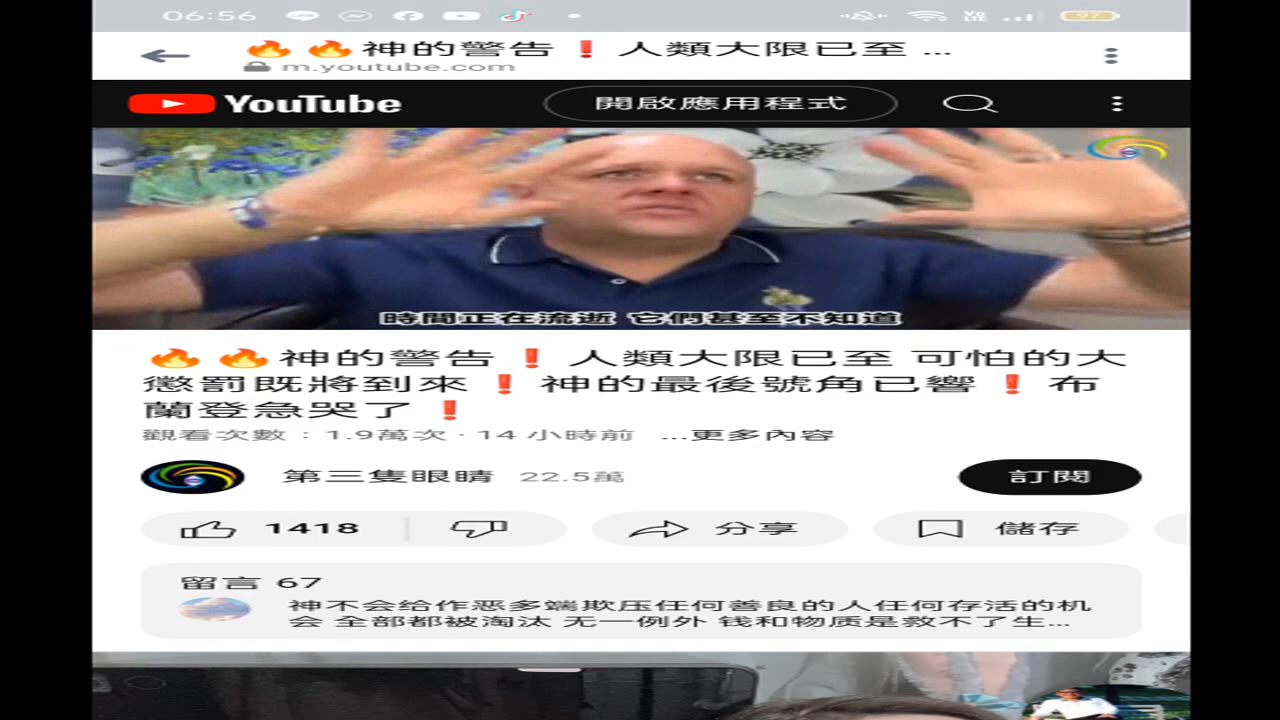 06:56
97
🔥🔥神的警告❗人類大限已至 ...
m.youtube.com
YouTube
開啟應用程式
時間正在流逝 它們甚至不知道
🔥🔥神的警告❗人類大限已至 可怕的大
懲罰既將到來❗神的最後號角已響❗布
蘭登急哭了❗
觀看次數：1.9萬次 · 14 小時前 ...更多內容
第三隻眼睛 22.5萬
訂閱
1418
分享
儲存
留言 67
神不会给作恶多端欺压任何善良的人任何存活的机
会 全部都被淘汰 无一例外 钱和物质是救不了生...